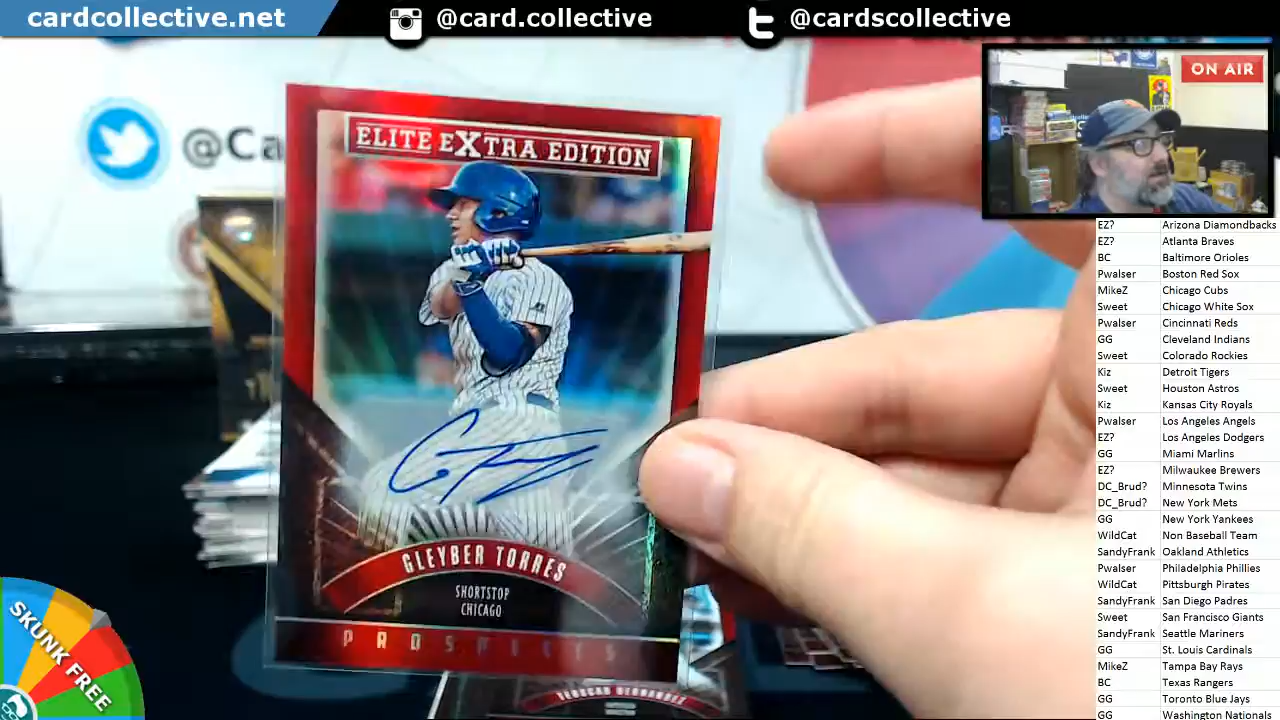 cardcollective.net
@card.collective
@cardscollective
ON AIR
@Ca
ELITE EXTRA EDITION
GLEYBER TORRES
SHORTSTOP
CHICAGO
PROSPECTS
SKUNK FREE
EZ? Arizona Diamondbacks
EZ? Atlanta Braves
BC Baltimore Orioles
Pwalser Boston Red Sox
MikeZ Chicago Cubs
Sweet Chicago White Sox
Pwalser Cincinnati Reds
GG Cleveland Indians
Sweet Colorado Rockies
Kiz Detroit Tigers
Sweet Houston Astros
Kiz Kansas City Royals
Pwalser Los Angeles Angels
EZ? Los Angeles Dodgers
GG Miami Marlins
EZ? Milwaukee Brewers
DC_Brud? Minnesota Twins
DC_Brud? New York Mets
GG New York Yankees
WildCat Non Baseball Team
SandyFrank Oakland Athletics
Pwalser Philadelphia Phillies
WildCat Pittsburgh Pirates
SandyFrank San Diego Padres
Sweet San Francisco Giants
SandyFrank Seattle Mariners
GG St. Louis Cardinals
MikeZ Tampa Bay Rays
BC Texas Rangers
GG Toronto Blue Jays
GG Washington Nationals